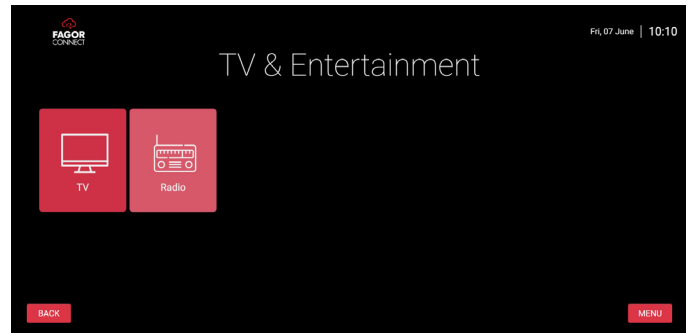 FAGOR
CONNECT
Fri, 07 June | 10:10
TV & Entertainment
TV
Radio
BACK
MENU